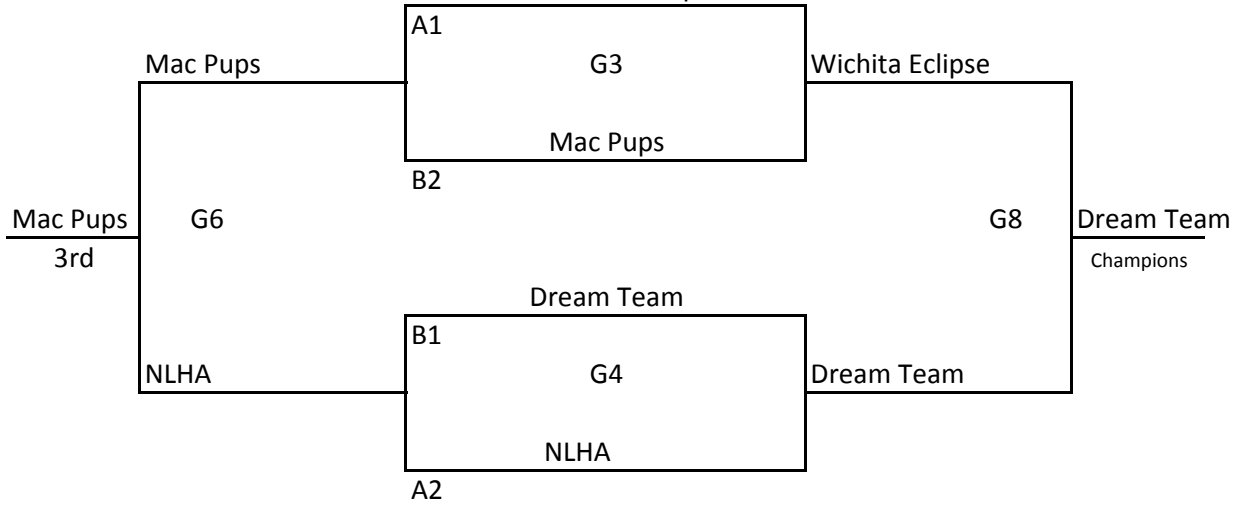 A1
Mac Pups
G3
Wichita Eclipse
Mac Pups
B2
Mac Pups
G6
G8
Dream Team
3rd
Champions
Dream Team
B1
NLHA
G4
Dream Team
NLHA
A2